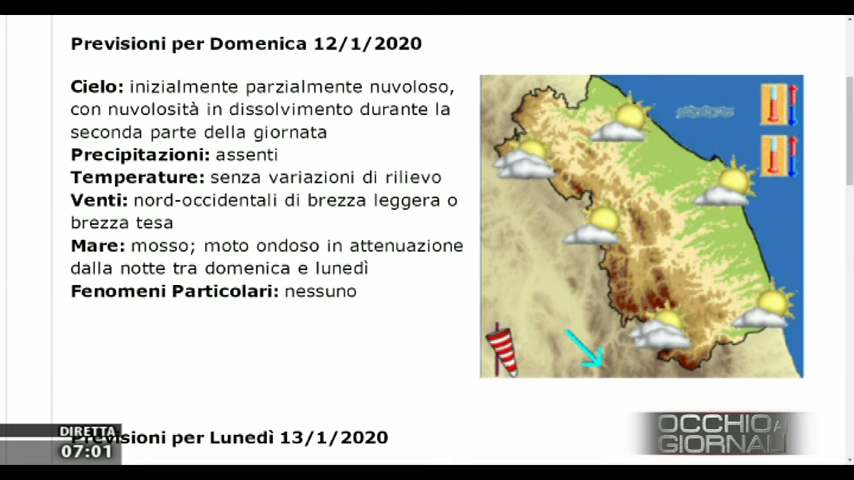 Previsioni per Domenica 12/1/2020
Cielo: inizialmente parzialmente nuvoloso,
con nuvolosità in dissolvimento durante la
seconda parte della giornata
Precipitazioni: assenti
Temperature: senza variazioni di rilievo
Venti: nord-occidentali di brezza leggera o
brezza tesa
Mare: mosso; moto ondoso in attenuazione
dalla notte tra domenica e lunedì
Fenomeni Particolari: nessuno
Previsioni per Lunedì 13/1/2020
DIRETTA
07:01
OCCHIO AI
GIORNALI